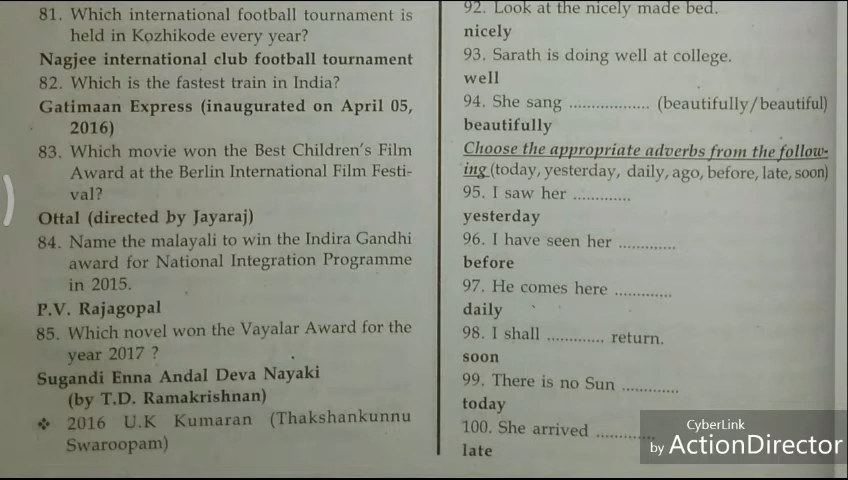 81. Which international football tournament is
held in Kozhikode every year?
Nagjee international club football tournament
82. Which is the fastest train in India?
Gatimaan Express (inaugurated on April 05,
2016)
83. Which movie won the Best Children's Film
Award at the Berlin International Film Festi-
val?
Ottal (directed by Jayaraj)
84. Name the malayali to win the Indira Gandhi
award for National Integration Programme
in 2015.
P.V. Rajagopal
85. Which novel won the Vayalar Award for the
year 2017 ?
Sugandi Enna Andal Deva Nayaki
(by T.D. Ramakrishnan)
❖ 2016 U.K Kumaran (Thakshankunnu
Swaroopam)
92. Look at the nicely made bed.
nicely
93. Sarath is doing well at college.
well
94. She sang .................. (beautifully/beautiful)
beautifully
Choose the appropriate adverbs from the follow-
ing (today, yesterday, daily, ago, before, late, soon)
95. I saw her .............
yesterday
96. I have seen her .............
before
97. He comes here .............
daily
98. I shall ............. return.
soon
99. There is no Sun .............
today
100. She arrived .............
late
CyberLink
by ActionDirector